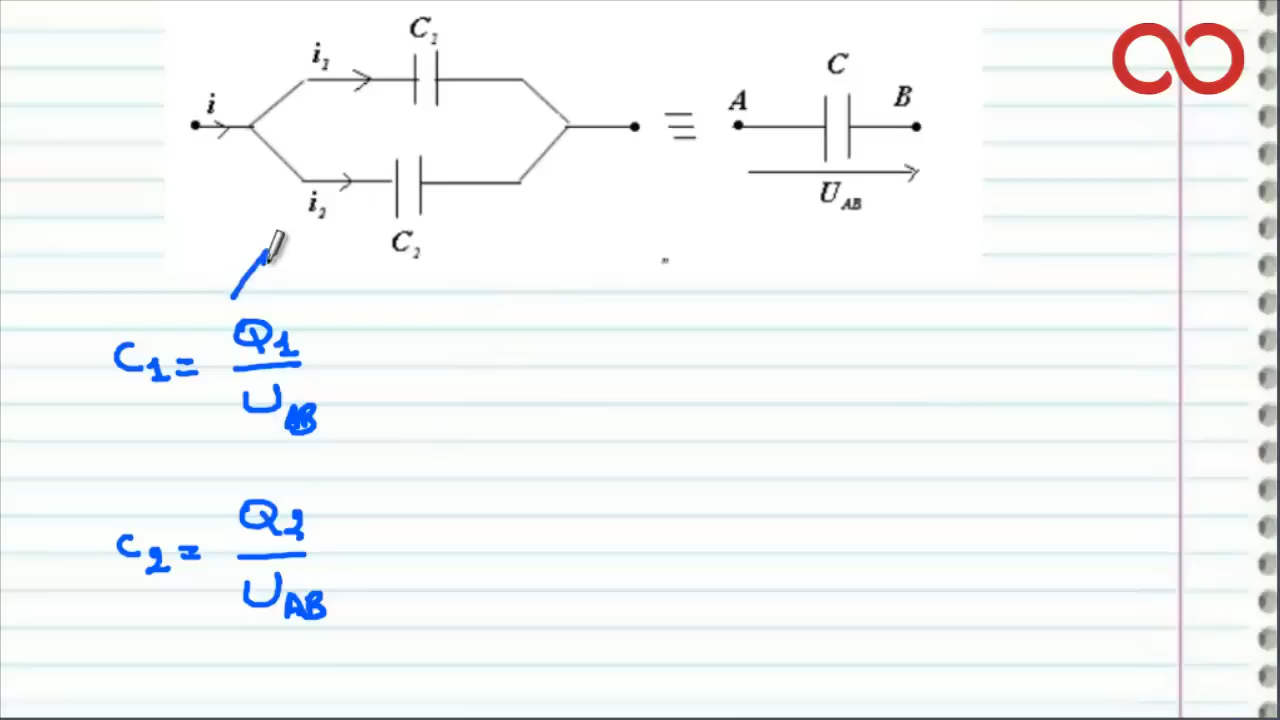 C₁
i₁
i
C
A
B
≡
i₂
U_AB
C₂
"
C₁ = Q₁ / U_AB
C₂ = Q₂ / U_AB